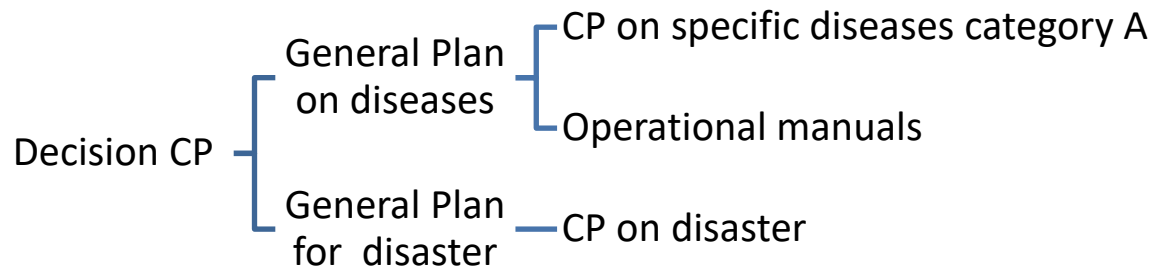 Decision CP
General Plan
on diseases
CP on specific diseases category A
Operational manuals
General Plan
for disaster
CP on disaster